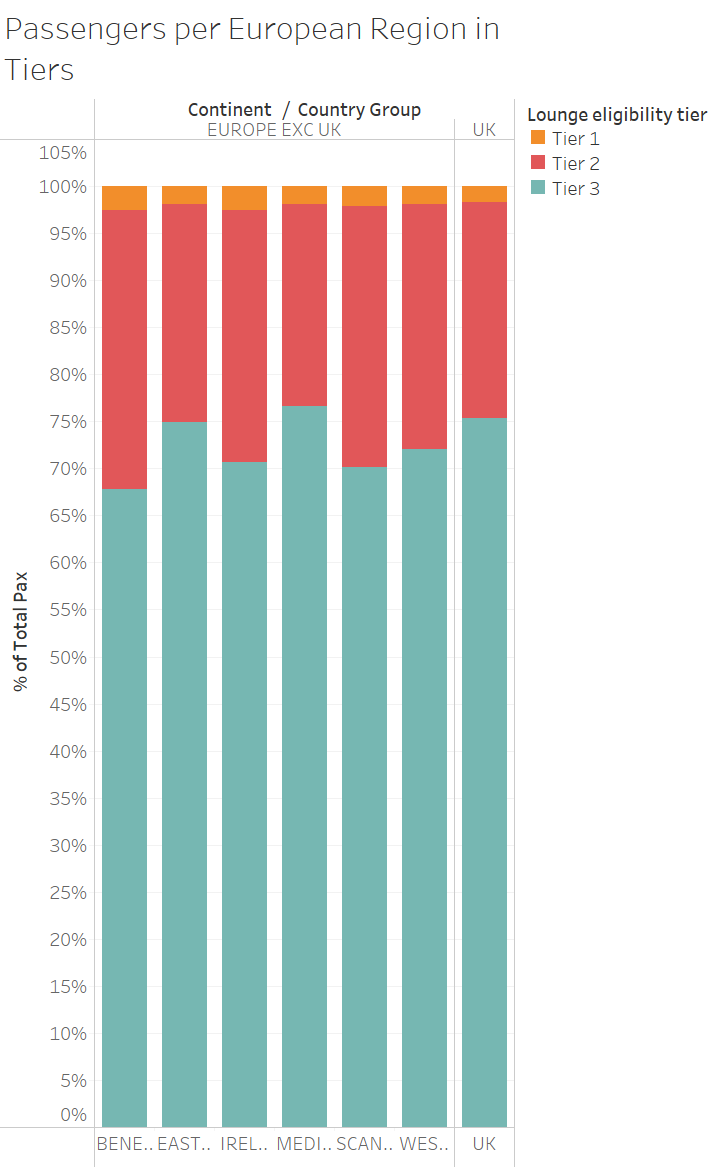 Passengers per European Region in
Tiers
Continent / Country Group
EUROPE EXC UK
UK
Lounge eligibility tier
Tier 1
Tier 2
Tier 3
105%
100%
95%
90%
85%
80%
75%
70%
65%
60%
55%
50%
45%
40%
35%
30%
25%
20%
15%
10%
5%
0%
% of Total Pax
BENE.. EAST.. IREL.. MEDI.. SCAN.. WES.. UK